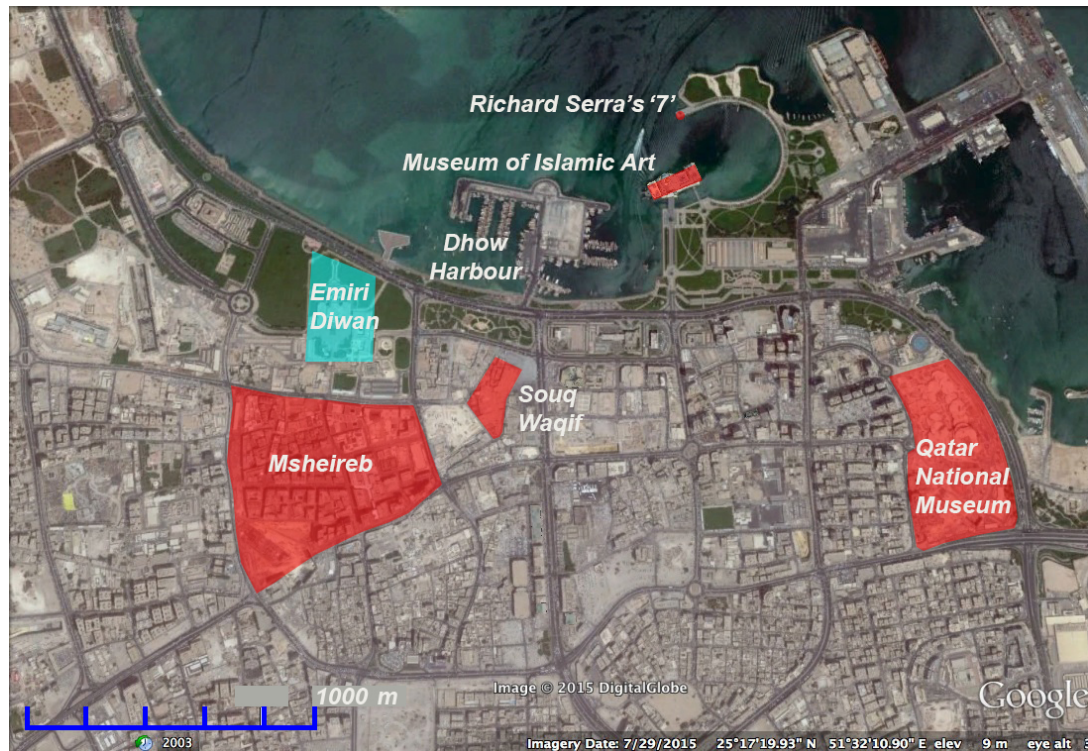 Richard Serra's '7'
Museum of Islamic Art
Dhow
Harbour
Emiri
Diwan
Souq
Waqif
Msheireb
Qatar
National
Museum
1000 m
Image © 2015 DigitalGlobe
Google
2003
Imagery Date: 7/29/2015 25°17'19.93" N 51°32'10.90" E elev 9 m eye alt